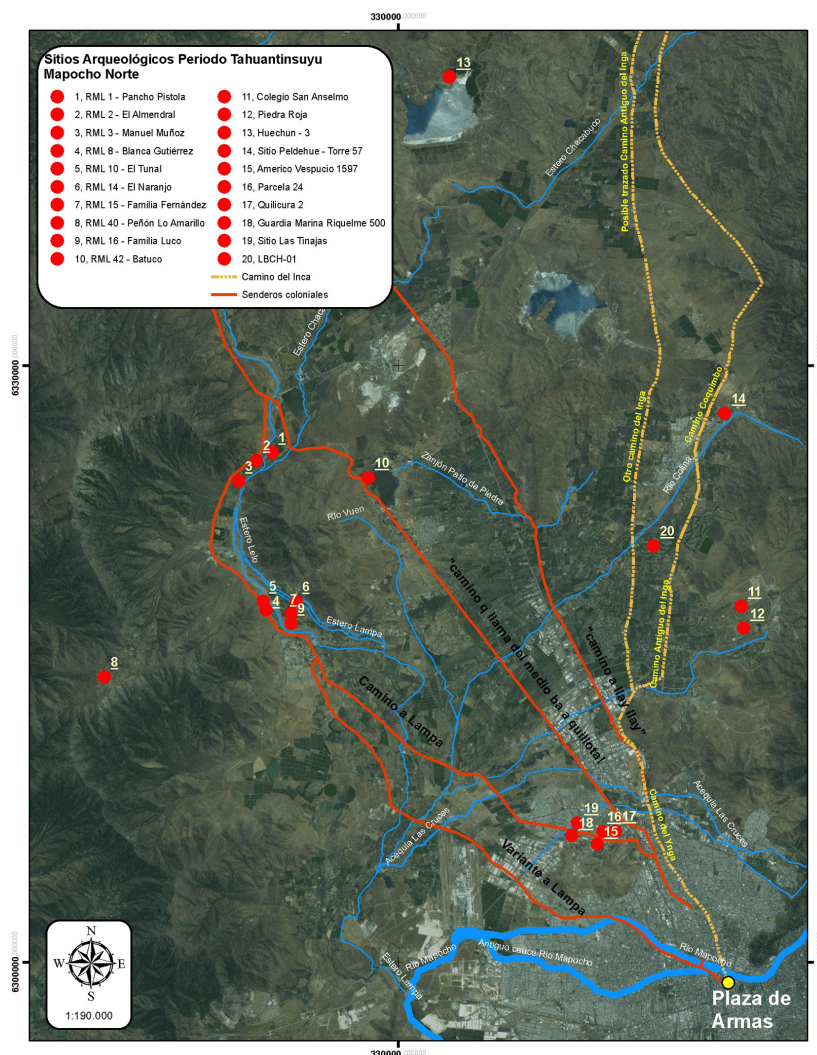 330000,000000
Sitios Arqueológicos Periodo Tahuantinsuyu
Mapocho Norte
1, RML 1 - Pancho Pistola
2, RML 2 - El Almendral
3, RML 3 - Manuel Muñoz
4, RML 8 - Blanca Gutiérrez
5, RML 10 - El Tunal
6, RML 14 - El Naranjo
7, RML 15 - Familia Fernández
8, RML 40 - Peñón Lo Amarillo
9, RML 16 - Familia Luco
10, RML 42 - Batuco
11, Colegio San Anselmo
12, Piedra Roja
13, Huechun - 3
14, Sitio Peldehue - Torre 57
15, Americo Vespucio 1597
16, Parcela 24
17, Quilicura 2
18, Guardia Marina Riquelme 500
19, Sitio Las Tinajas
20, LBCH-01
Camino del Inca
Senderos coloniales
13
Estero Chacabuco
Posible trazado Camino Antiguo del Inga
Estero Chaca
6330000,000000
Otro camino del Inga
Camino Coquimbo
14
1
2
3
10
Zanjón Patio de Piedra
Río Colina
Río Vuen
Estero Lelo
20
"camino q llama del medio ba a quillota!
"camino a llay llay"
Camino Antiguo del Inga
11
12
5
6
4
7
9
Estero Lampa
8
Camino a Lampa
Acequia Las Cruces
Acequia Las Cruces
Camino del Ynga
19
18
16
17
15
Variante a Lampa
Rio Mapocho
Antiguo cauce Rio Mapocho
Rio Mapocho
Estero Lampa
6300000,000000
N
W
E
S
1:190.000
Plaza de
Armas
330000,000000